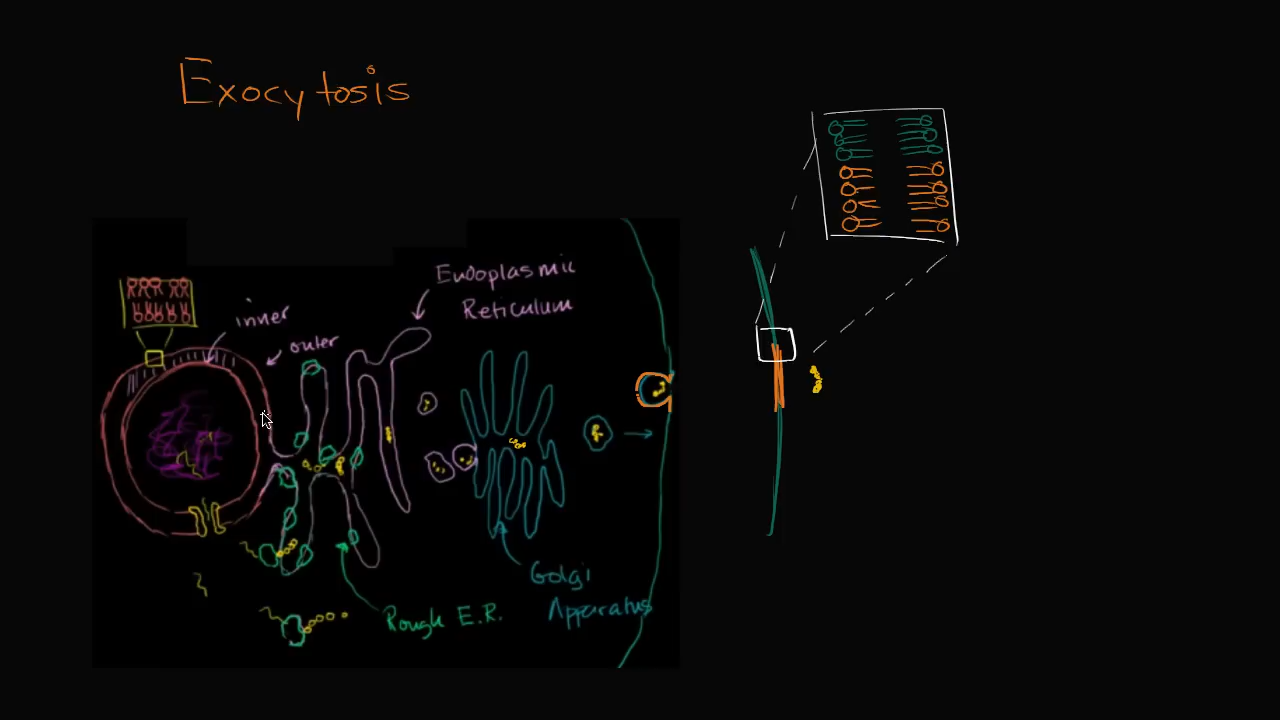 Exocytosis
Endoplasmic
Reticulum
inner
outer
Golgi
Apparatus
Rough E.R.